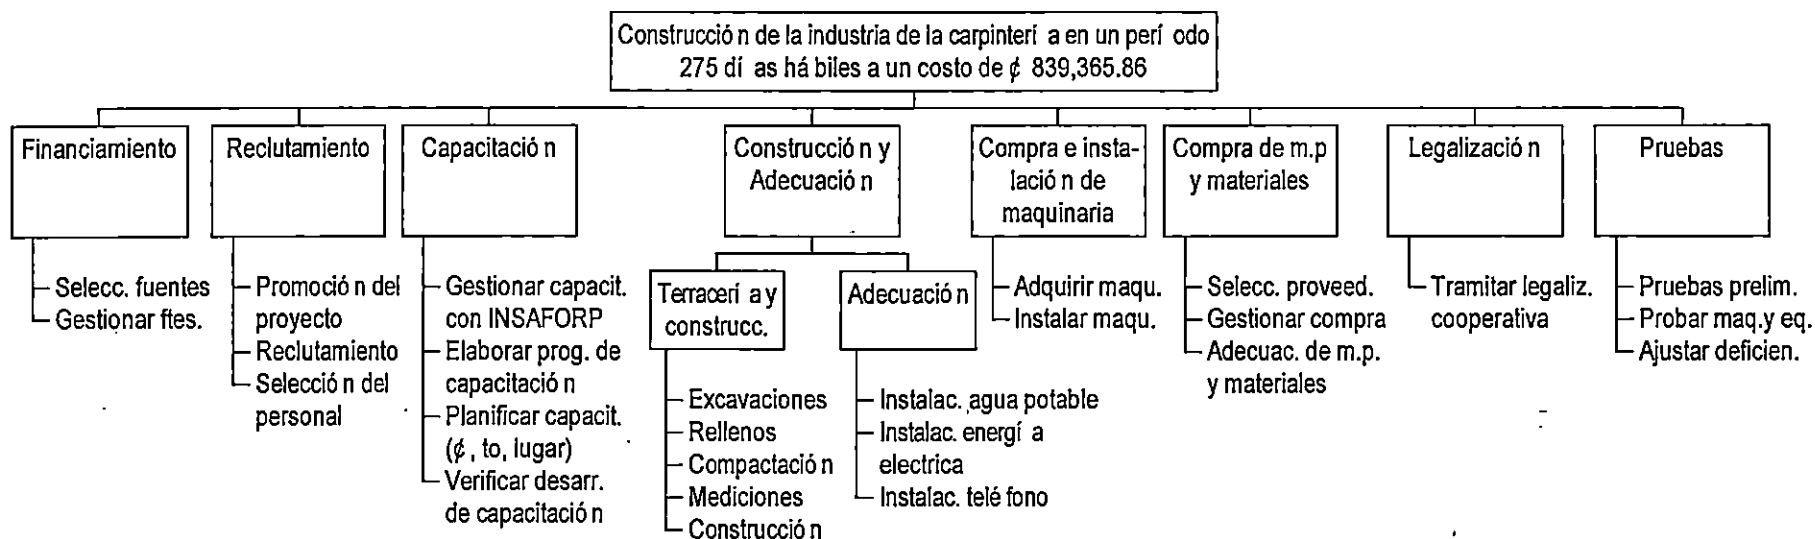 Construcción de la industria de la carpintería en un período
275 días hábiles a un costo de ¢ 839,365.86
Financiamiento
Reclutamiento
Capacitación
Construcción y
Adecuación
Compra e insta-
lación de
maquinaria
Compra de m.p
y materiales
Legalización
Pruebas
Selecc. fuentes
Gestionar ftes.
Promoción del
proyecto
Reclutamiento
Selección del
personal
Gestionar capacit.
con INSAFORP
Elaborar prog. de
capacitación
Planificar capacit.
(¢, to, lugar)
Verificar desarr.
de capacitación
Terracería y
construcc.
Excavaciones
Rellenos
Compactación
Mediciones
Construcción
Adecuación
Instalac. agua potable
Instalac. energía
electrica
Instalac. teléfono
Adquirir maqu.
Instalar maqu.
Selecc. proveed.
Gestionar compra
Adecuac. de m.p.
y materiales
Tramitar legaliz.
cooperativa
Pruebas prelim.
Probar maq.y eq.
Ajustar deficien.